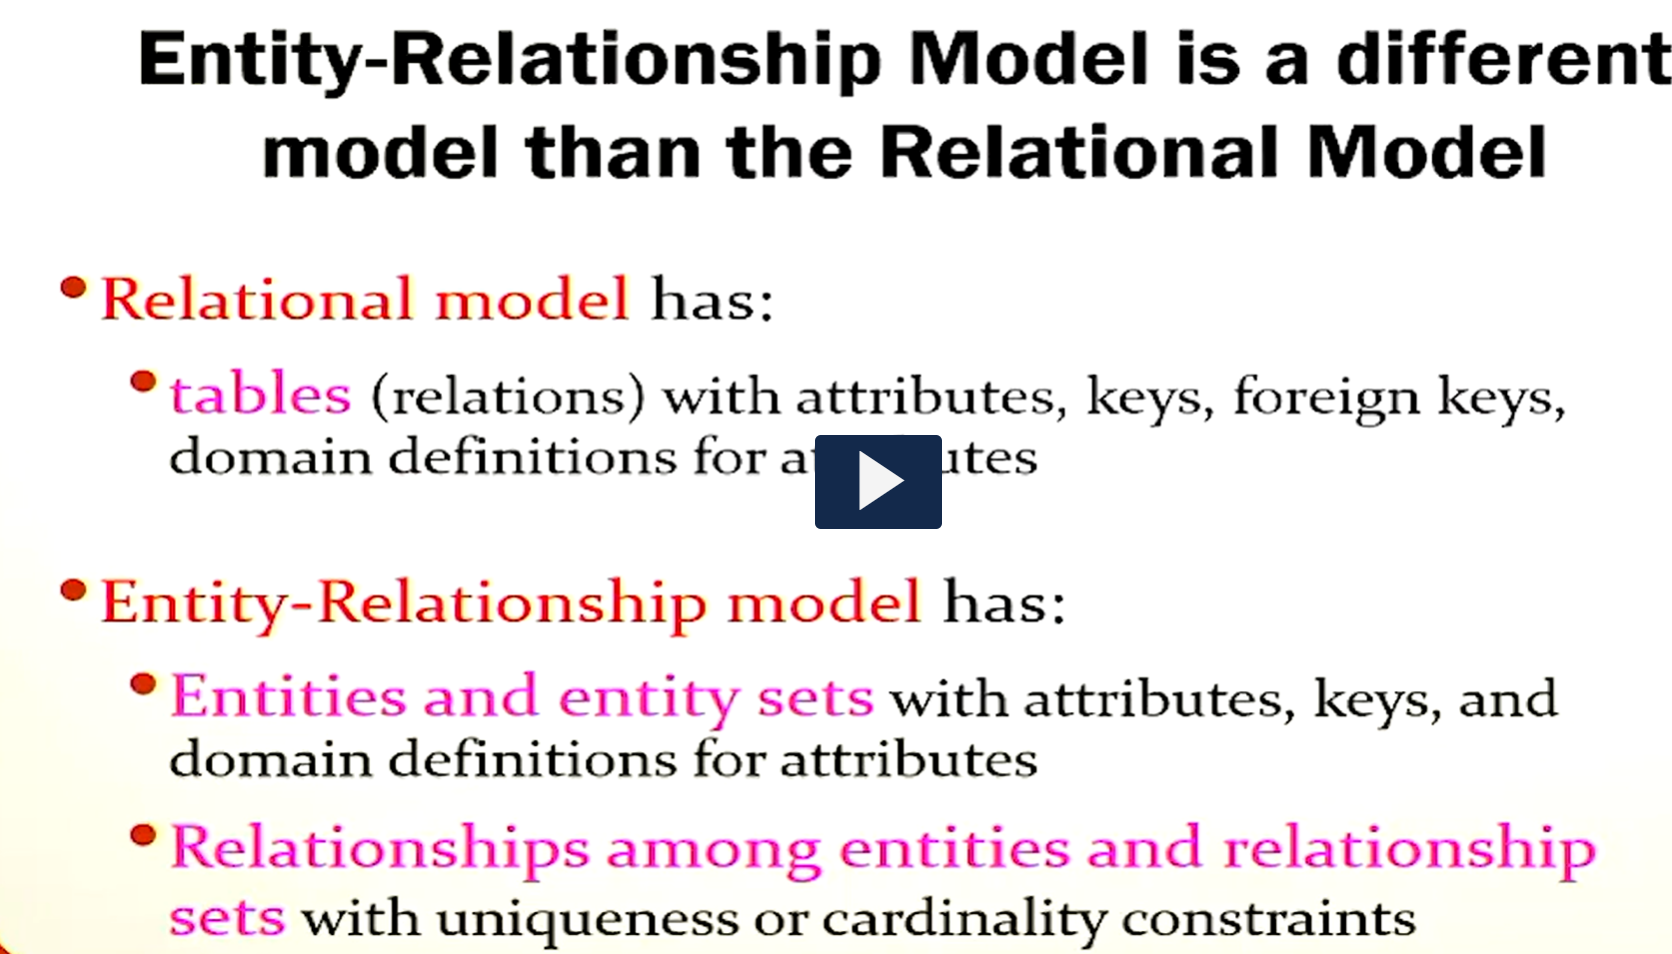 Entity-Relationship Model is a different
model than the Relational Model
• Relational model has:
• tables (relations) with attributes, keys, foreign keys,
domain definitions for
• Entity-Relationship model has:
• Entities and entity sets with attributes, keys, and
domain definitions for attributes
• Relationships among entities and relationship
sets with uniqueness or cardinality constraints